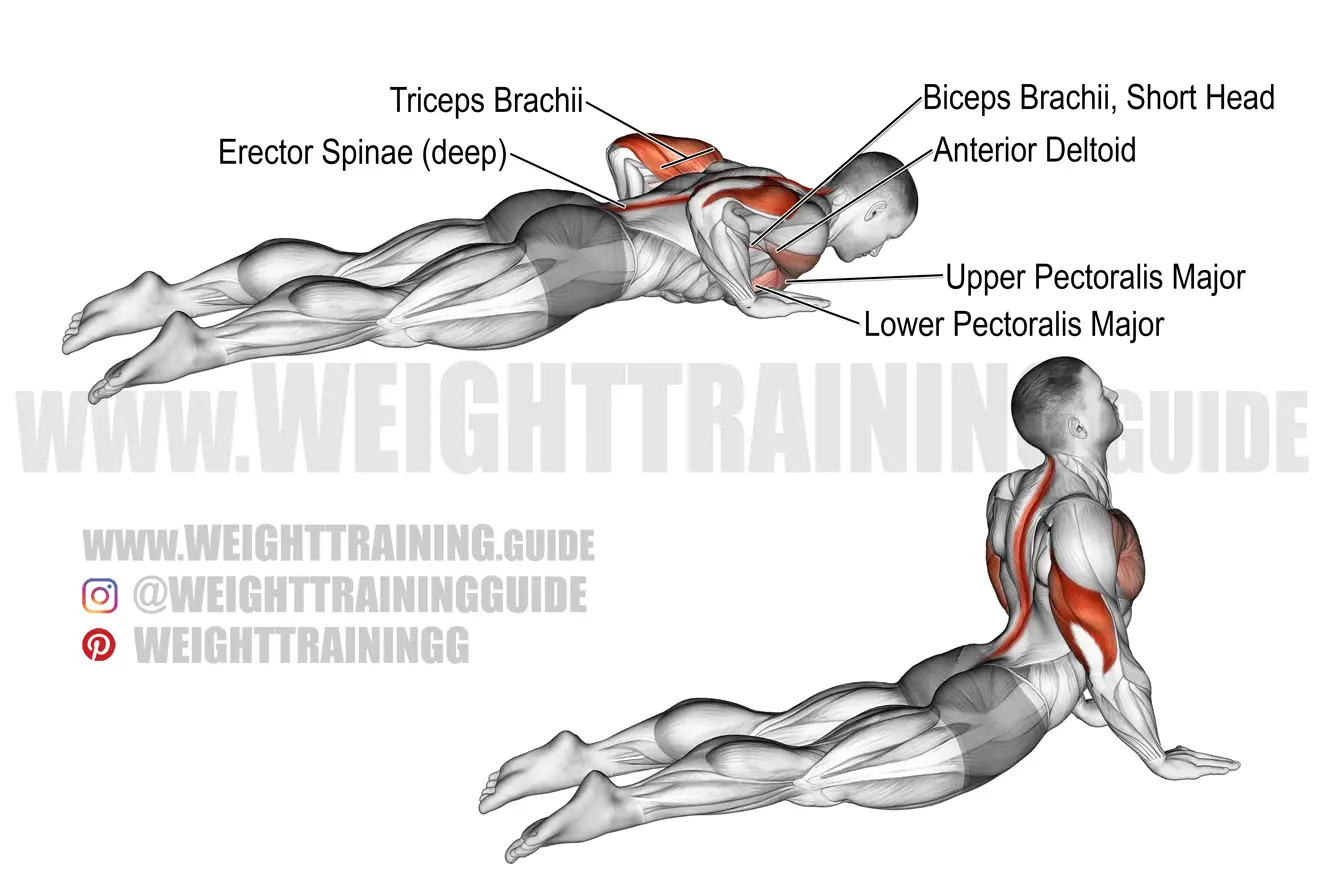 Triceps Brachii
Biceps Brachii, Short Head
Erector Spinae (deep)
Anterior Deltoid
Upper Pectoralis Major
Lower Pectoralis Major
WWW.WEIGHTTRAINING.GUIDE
WWW.WEIGHTTRAINING.GUIDE
@WEIGHTTRAININGGUIDE
WEIGHTTRAININGG